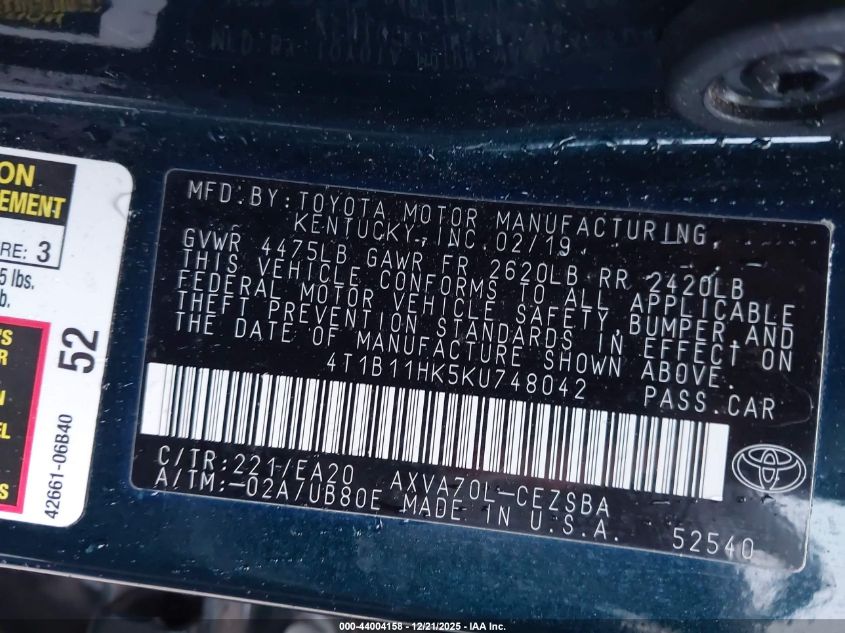 ON
EMENT
RE: 3
5 lbs.
b.
'S
R
N
EL
S
52
42661-06B40
MFD.BY:TOYOTA MOTOR MANUFACTURING,
KENTUCKY,INC.02/19
GVWR 4475LB GAWR FR 2620LB RR 2420LB
THIS VEHICLE CONFORMS TO ALL APPLICABLE
FEDERAL MOTOR VEHICLE SAFETY,BUMPER,AND
THEFT PREVENTION STANDARDS IN EFFECT ON
THE DATE OF MANUFACTURE SHOWN ABOVE.
4T1B11HK5KU748042 PASS.CAR
C/TR:221/EA20 AXVA70L-CEZSBA
A/TM:-02A/UB80E MADE IN U.S.A.
52540
000-44004158 - 12/21/2025 - IAA Inc.